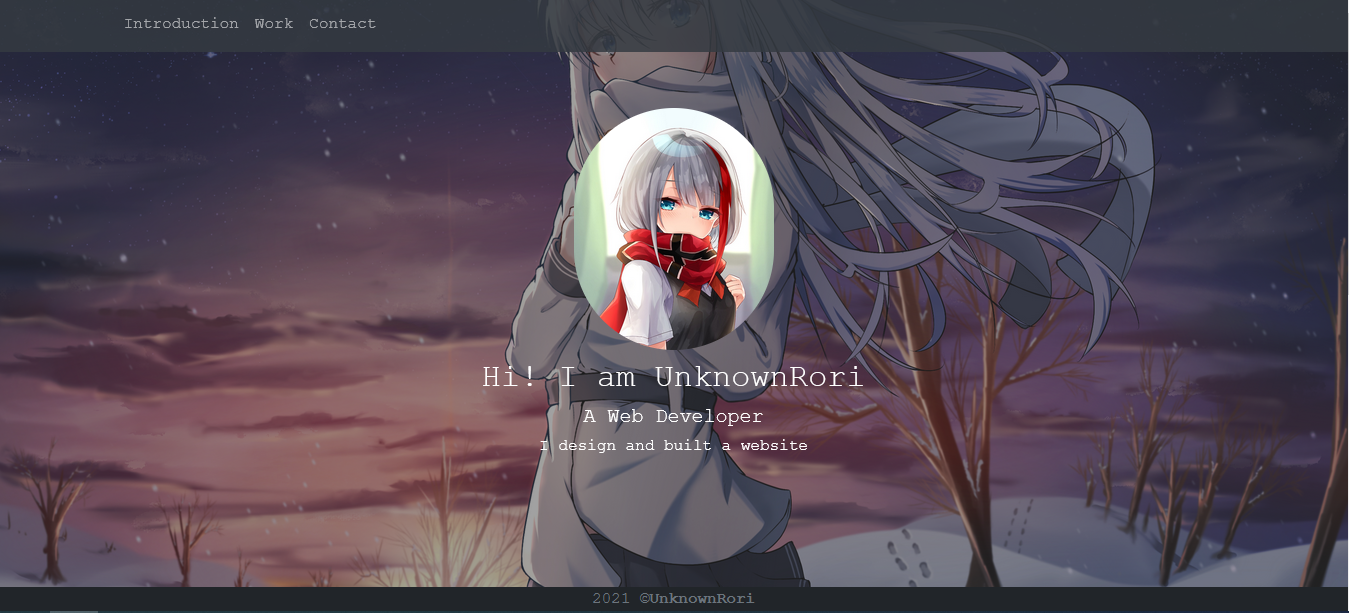 Introduction Work Contact
Hi! I am UnknownRori
A Web Developer
I design and built a website
2021 ©UnknownRori